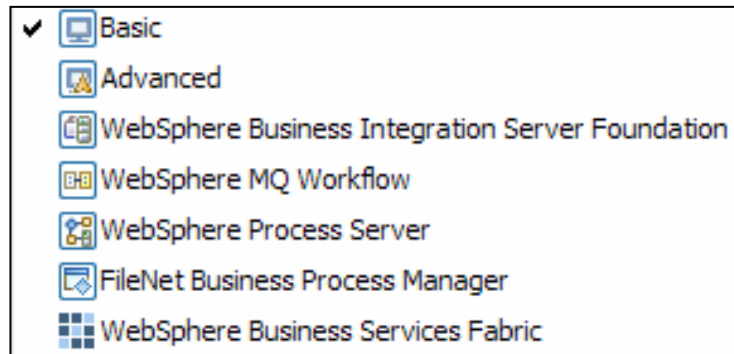 Basic
Advanced
WebSphere Business Integration Server Foundation
WebSphere MQ Workflow
WebSphere Process Server
FileNet Business Process Manager
WebSphere Business Services Fabric